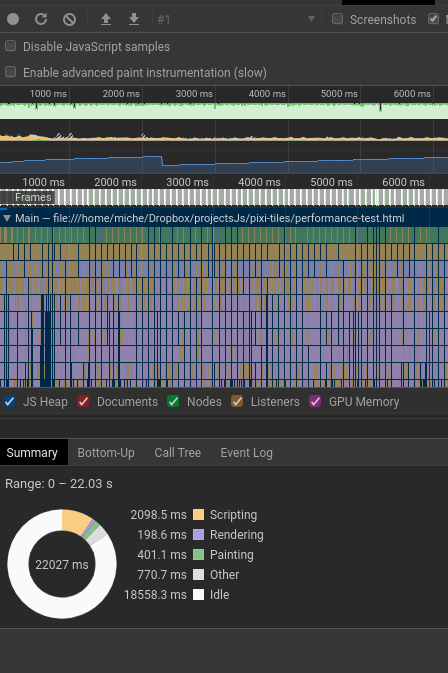 #1 Screenshots
Disable JavaScript samples
Enable advanced paint instrumentation (slow)
1000 ms 2000 ms 3000 ms 4000 ms 5000 ms 6000 ms
1000 ms 2000 ms 3000 ms 4000 ms 5000 ms 6000 ms
Frames
Main — file:///home/miche/Dropbox/projectsJs/pixi-tiles/performance-test.html
JS Heap Documents Nodes Listeners GPU Memory
Summary Bottom-Up Call Tree Event Log
Range: 0 – 22.03 s
2098.5 ms Scripting
198.6 ms Rendering
401.1 ms Painting
22027 ms
770.7 ms Other
18558.3 ms Idle